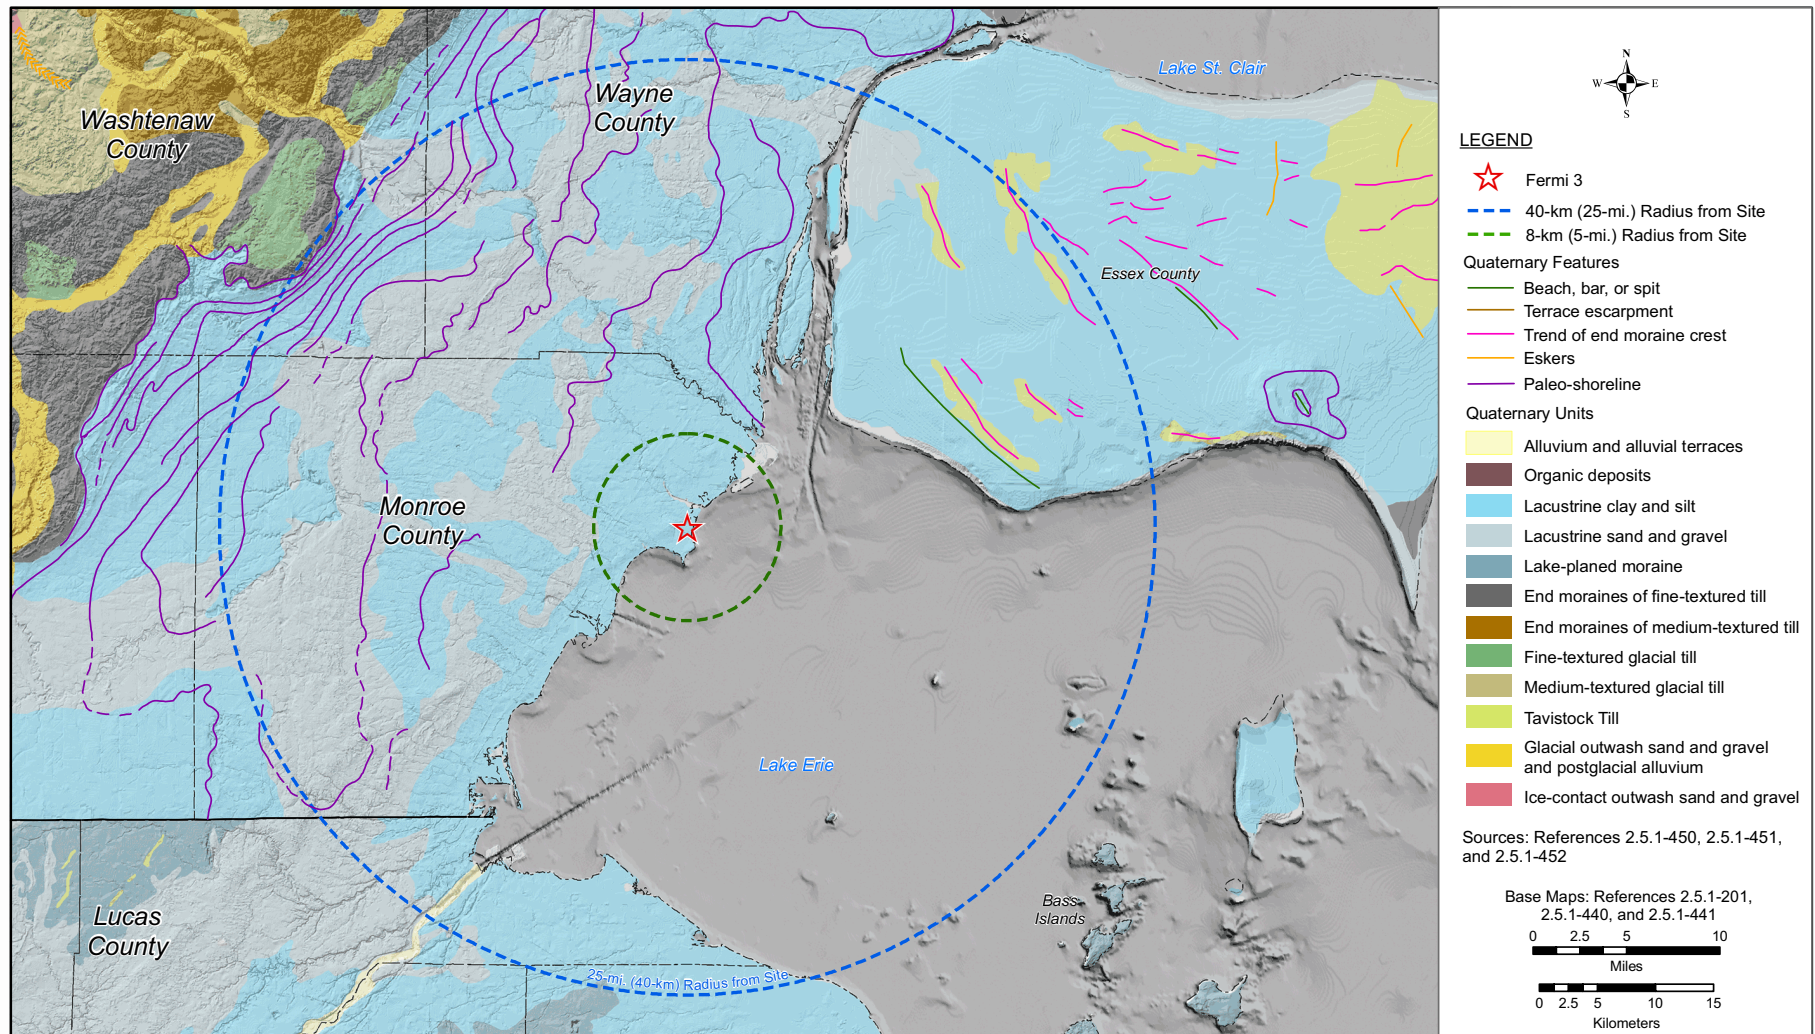 Washtenaw
County
Wayne
County
Lake St. Clair
Essex County
Monroe
County
Lake Erie
Bass
Islands
Lucas
County
25-mi. (40-km) Radius from Site
N
W
E
S
LEGEND
Fermi 3
40-km (25-mi.) Radius from Site
8-km (5-mi.) Radius from Site
Quaternary Features
Beach, bar, or spit
Terrace escarpment
Trend of end moraine crest
Eskers
Paleo-shoreline
Quaternary Units
Alluvium and alluvial terraces
Organic deposits
Lacustrine clay and silt
Lacustrine sand and gravel
Lake-planed moraine
End moraines of fine-textured till
End moraines of medium-textured till
Fine-textured glacial till
Medium-textured glacial till
Tavistock Till
Glacial outwash sand and gravel
and postglacial alluvium
Ice-contact outwash sand and gravel
Sources: References 2.5.1-450, 2.5.1-451,
and 2.5.1-452
Base Maps: References 2.5.1-201,
2.5.1-440, and 2.5.1-441
0 2.5 5 10
Miles
0 2.5 5 10 15
Kilometers